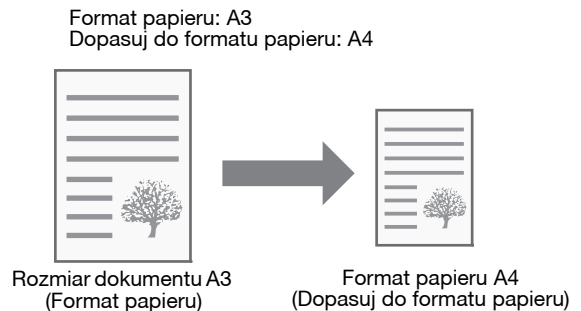 Format papieru: A3
Dopasuj do formatu papieru: A4
Rozmiar dokumentu A3
(Format papieru)
Format papieru A4
(Dopasuj do formatu papieru)